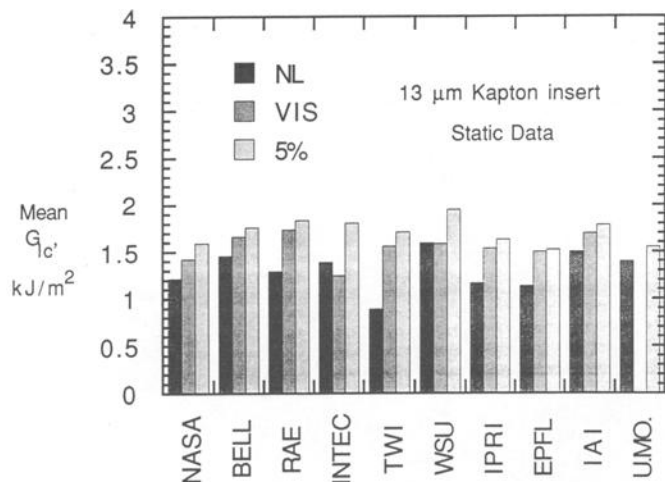 4
3.5
3
2.5
2
1.5
1
0.5
0
Mean
G_Ic,
kJ/m²
NL
VIS
5%
13 μm Kapton insert
Static Data
NASA
BELL
RAE
INTEC
TWI
WSU
IPRI
EPFL
IAI
U.MO.